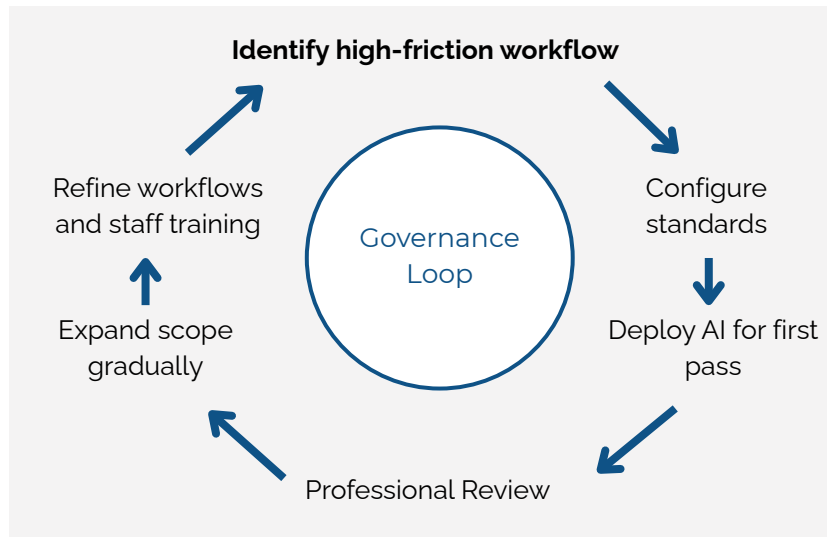 Identify high-friction workflow
Configure
standards
Deploy AI for first
pass
Professional Review
Expand scope
gradually
Refine workflows
and staff training
Governance
Loop